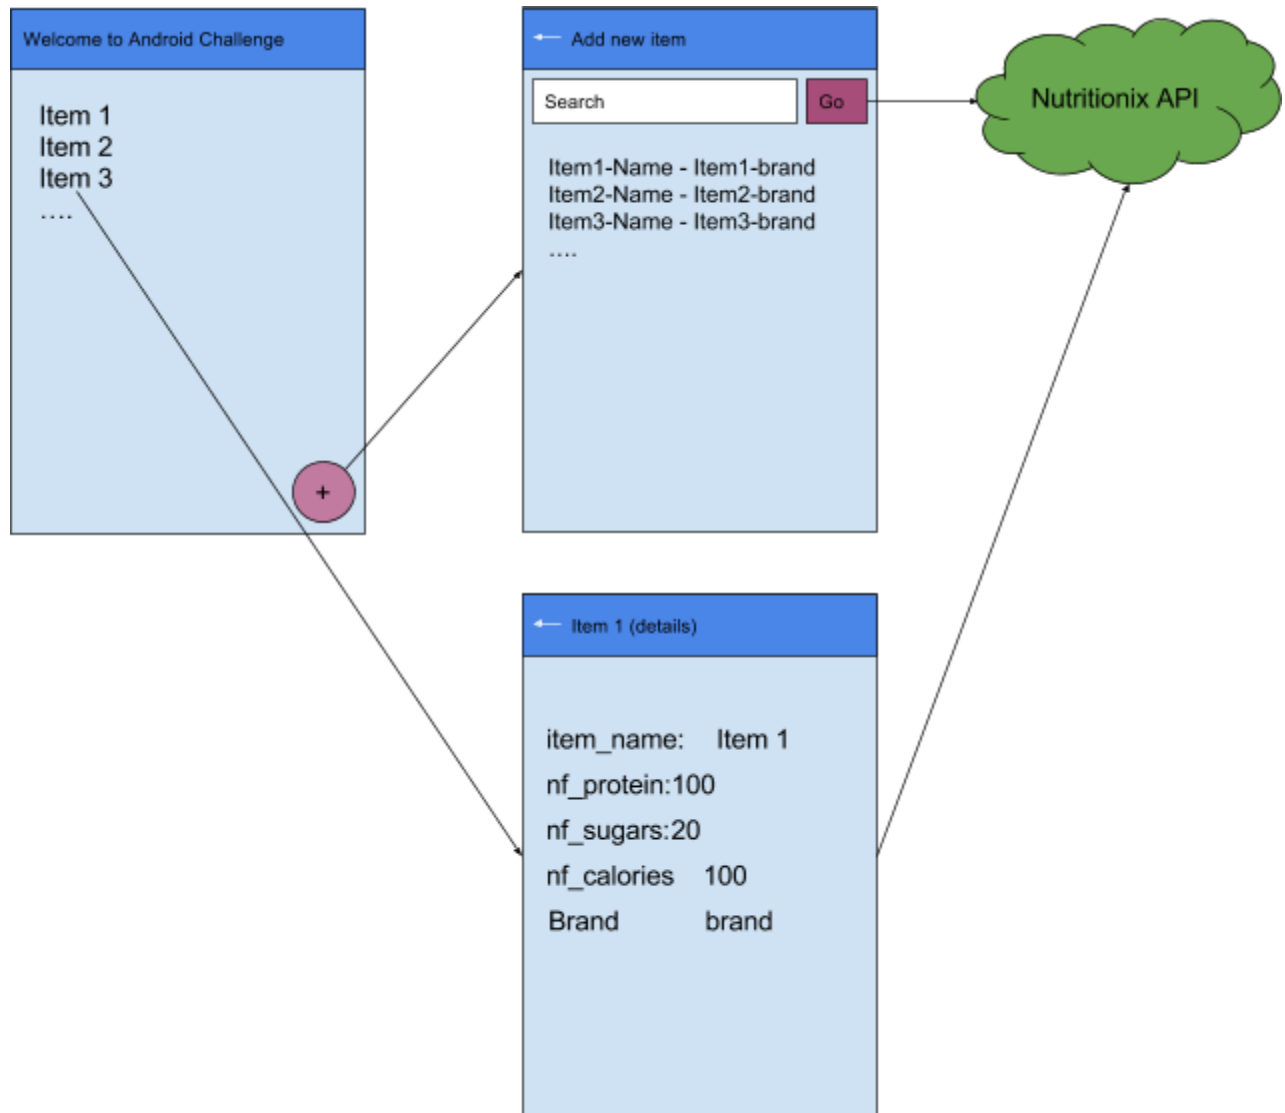 Welcome to Android Challenge
Item 1
Item 2
Item 3
....
+
Add new item
Search
Go
Item1-Name - Item1-brand
Item2-Name - Item2-brand
Item3-Name - Item3-brand
....
Nutritionix API
Item 1 (details)
item_name: Item 1
nf_protein:100
nf_sugars:20
nf_calories 100
Brand brand